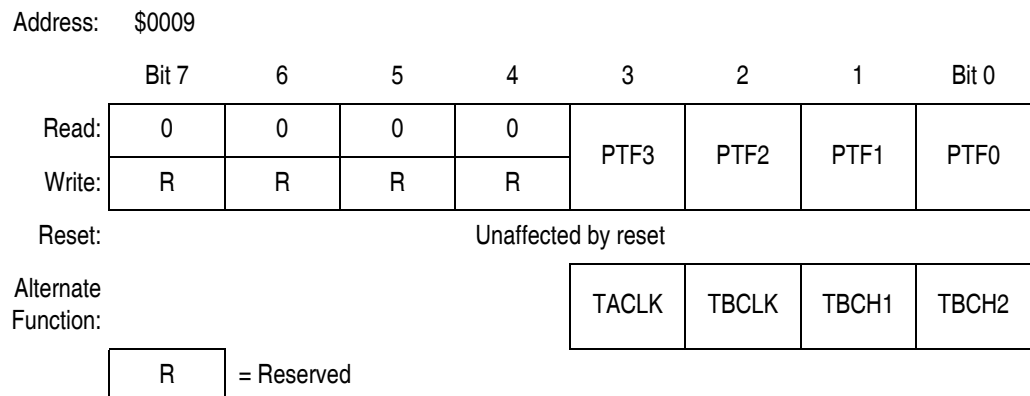 Address: $0009
Bit 7 6 5 4 3 2 1 Bit 0
Read: 0 0 0 0 PTF3 PTF2 PTF1 PTF0
Write: R R R R
Reset: Unaffected by reset
Alternate
Function: TACLK TBCLK TBCH1 TBCH2
R = Reserved